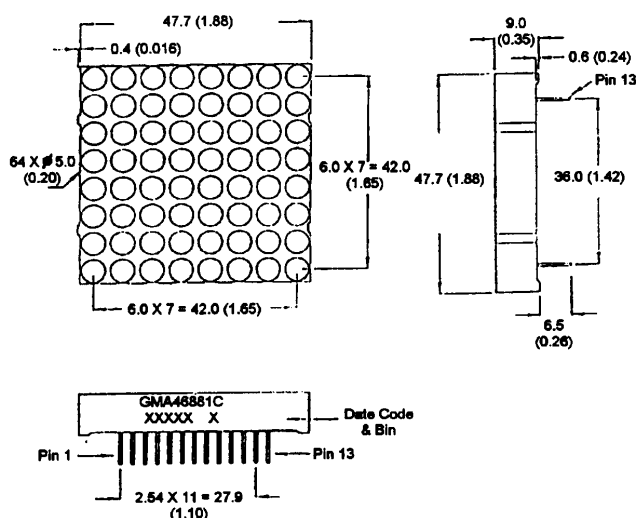 47.7 (1.88)
0.4 (0.016)
64 X ø 5.0
(0.20)
6.0 X 7 = 42.0
(1.65)
6.0 X 7 = 42.0 (1.65)
9.0
(0.35)
0.6 (0.24)
Pin 13
47.7 (1.88)
36.0 (1.42)
6.5
(0.26)
GMA46881C
XXXXX X
Date Code
& Bin
Pin 1
Pin 13
2.54 X 11 = 27.9
(1.10)